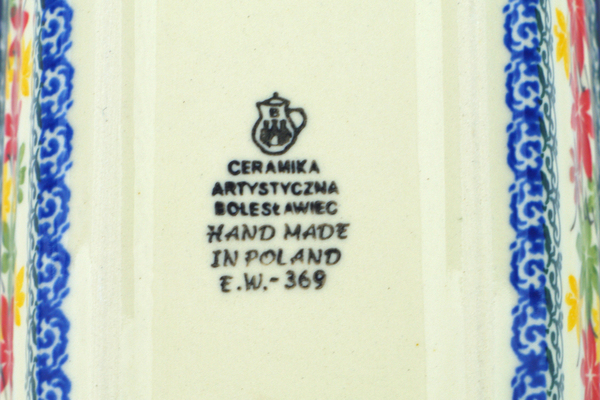 B
CERAMIKA
ARTYSTYCZNA
BOLESŁAWIEC
HAND MADE
IN POLAND
E.W.-369